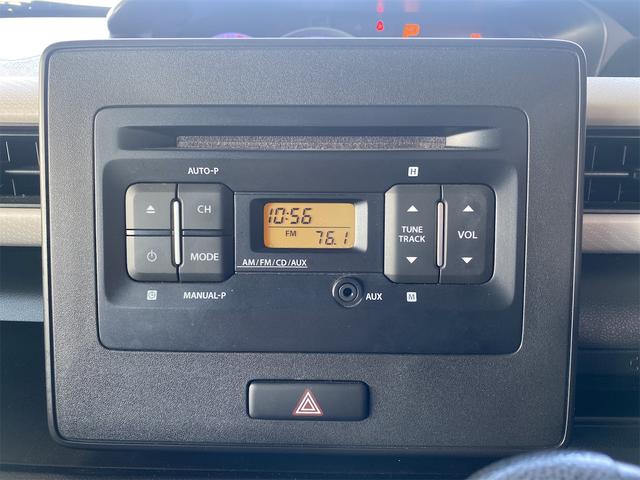 P
AUTO-P
H
CH
10:56
TUNE
TRACK
VOL
FM 76.1
MODE
AM/FM/CD/AUX
MANUAL-P
AUX
M